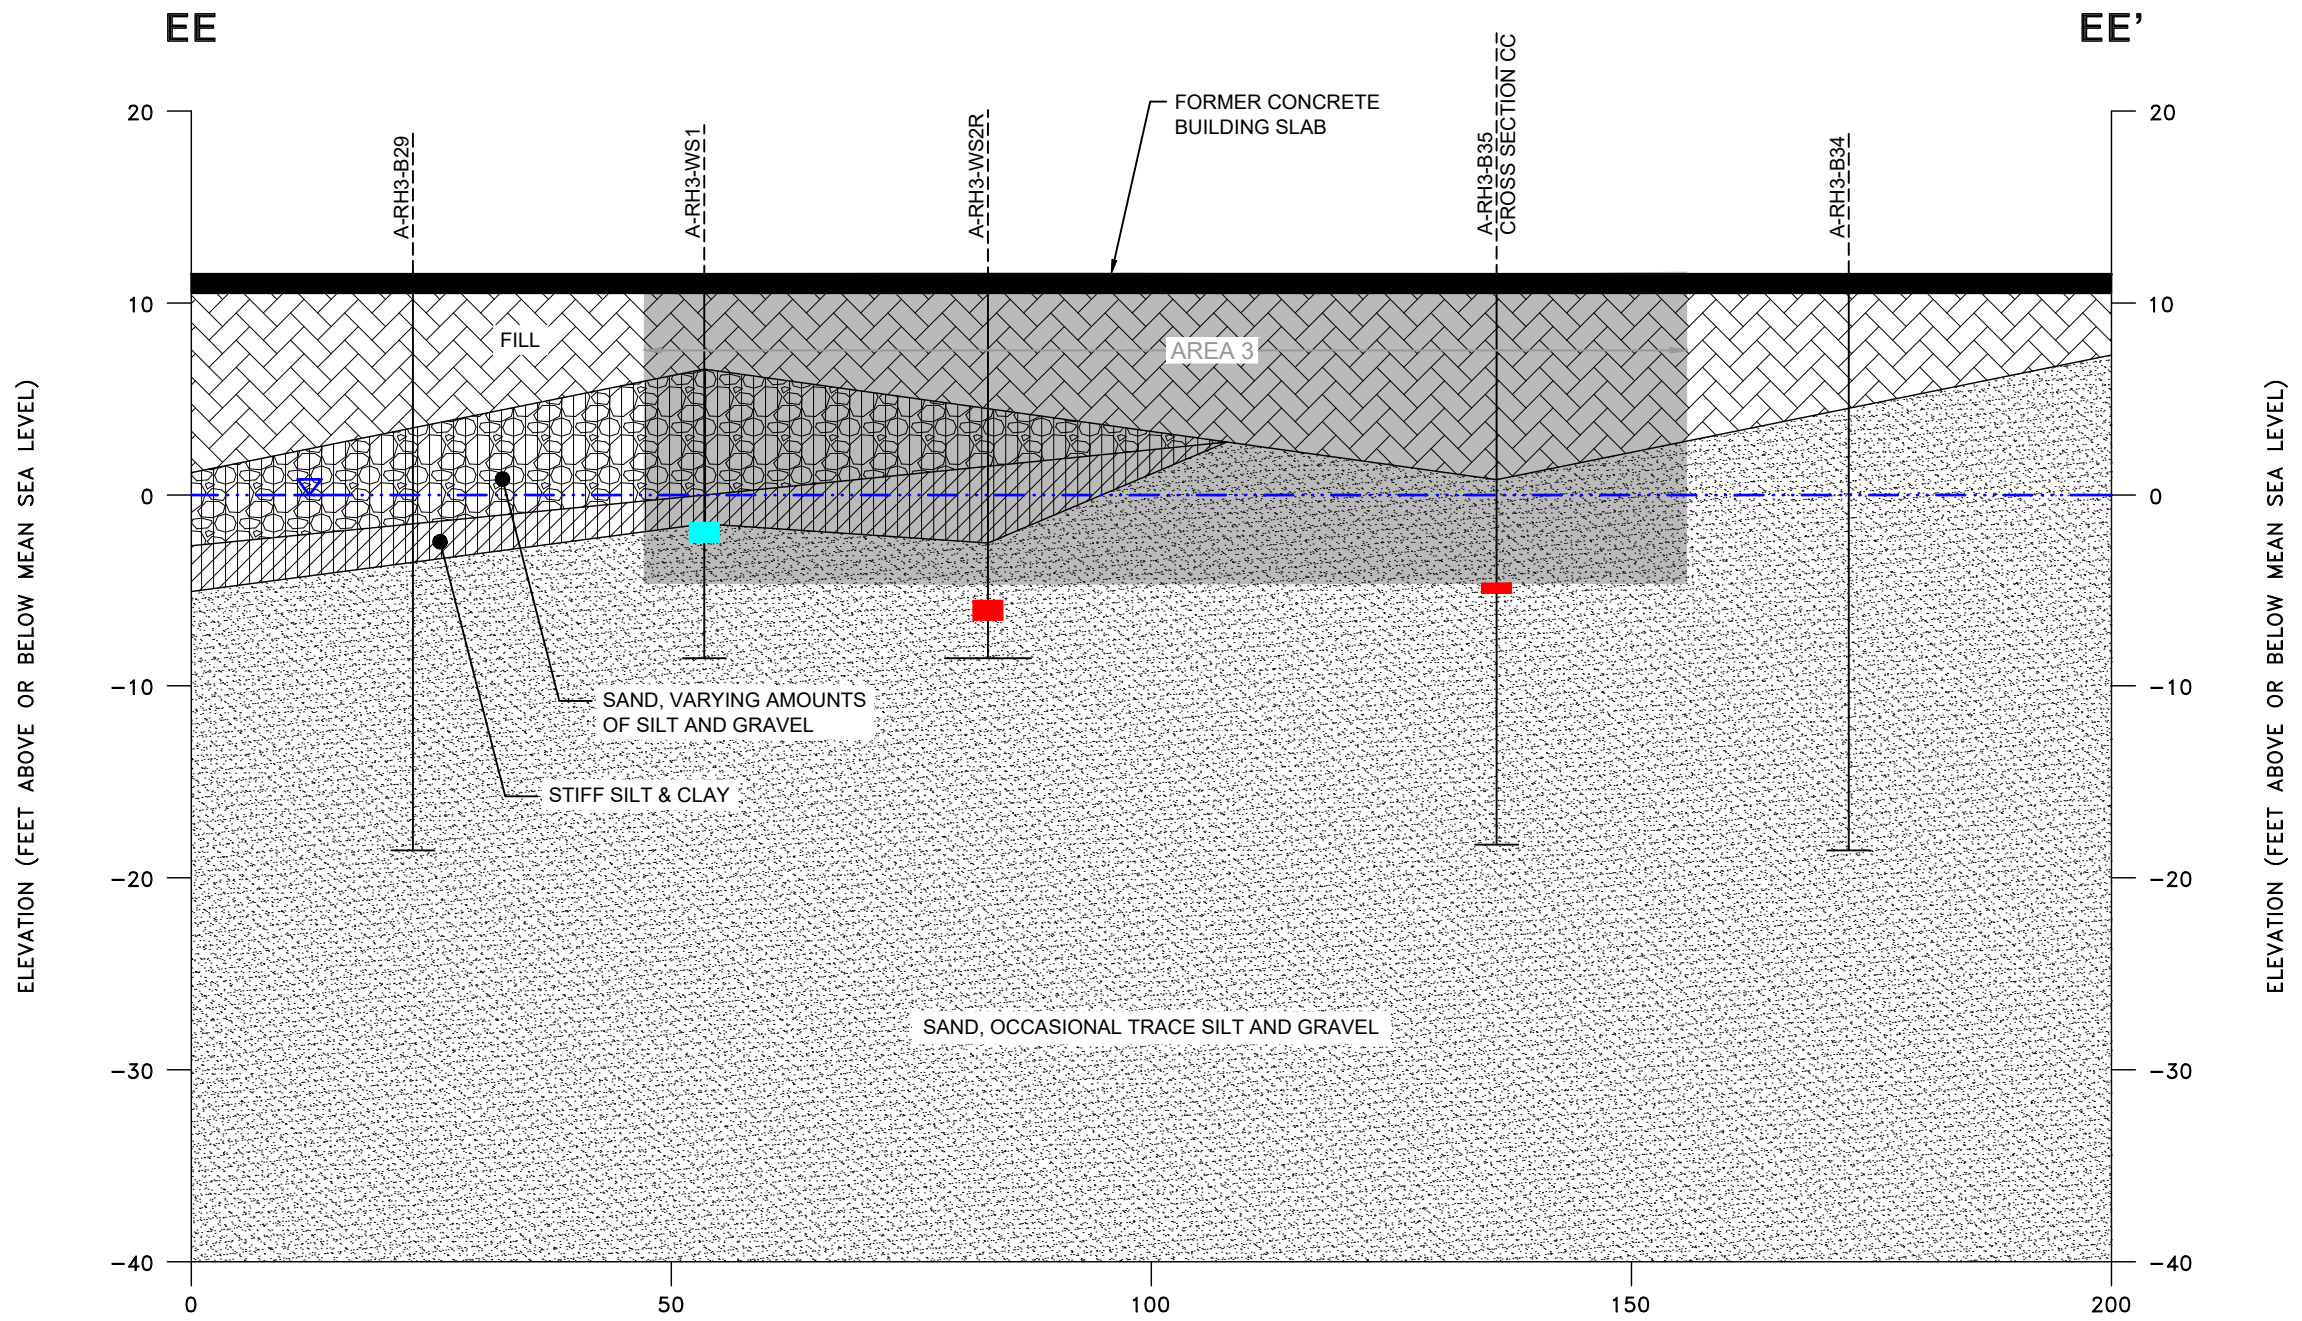 EE
EE’
A-RH3-B29
A-RH3-WS1
A-RH3-WS2R
FORMER CONCRETE
BUILDING SLAB
A-RH3-B35
CROSS SECTION CC
A-RH3-B34
FILL
AREA 3
SAND, VARYING AMOUNTS
OF SILT AND GRAVEL
STIFF SILT & CLAY
SAND, OCCASIONAL TRACE SILT AND GRAVEL
ELEVATION (FEET ABOVE OR BELOW MEAN SEA LEVEL)
20
10
0
-10
-20
-30
-40
0
50
100
150
200
20
10
0
-10
-20
-30
-40
ELEVATION (FEET ABOVE OR BELOW MEAN SEA LEVEL)